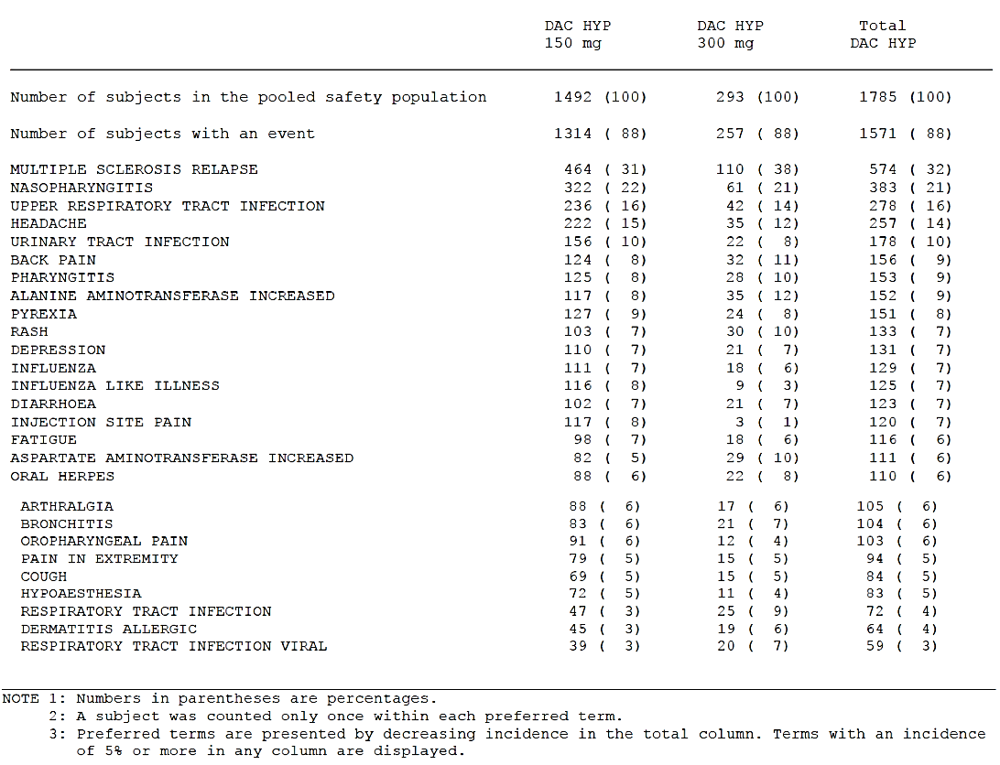 DAC HYP DAC HYP Total
150 mg 300 mg DAC HYP
Number of subjects in the pooled safety population 1492 (100) 293 (100) 1785 (100)
Number of subjects with an event 1314 ( 88) 257 ( 88) 1571 ( 88)
MULTIPLE SCLEROSIS RELAPSE 464 ( 31) 110 ( 38) 574 ( 32)
NASOPHARYNGITIS 322 ( 22) 61 ( 21) 383 ( 21)
UPPER RESPIRATORY TRACT INFECTION 236 ( 16) 42 ( 14) 278 ( 16)
HEADACHE 222 ( 15) 35 ( 12) 257 ( 14)
URINARY TRACT INFECTION 156 ( 10) 22 ( 8) 178 ( 10)
BACK PAIN 124 ( 8) 32 ( 11) 156 ( 9)
PHARYNGITIS 125 ( 8) 28 ( 10) 153 ( 9)
ALANINE AMINOTRANSFERASE INCREASED 117 ( 8) 35 ( 12) 152 ( 9)
PYREXIA 127 ( 9) 24 ( 8) 151 ( 8)
RASH 103 ( 7) 30 ( 10) 133 ( 7)
DEPRESSION 110 ( 7) 21 ( 7) 131 ( 7)
INFLUENZA 111 ( 7) 18 ( 6) 129 ( 7)
INFLUENZA LIKE ILLNESS 116 ( 8) 9 ( 3) 125 ( 7)
DIARRHOEA 102 ( 7) 21 ( 7) 123 ( 7)
INJECTION SITE PAIN 117 ( 8) 3 ( 1) 120 ( 7)
FATIGUE 98 ( 7) 18 ( 6) 116 ( 6)
ASPARTATE AMINOTRANSFERASE INCREASED 82 ( 5) 29 ( 10) 111 ( 6)
ORAL HERPES 88 ( 6) 22 ( 8) 110 ( 6)
ARTHRALGIA 88 ( 6) 17 ( 6) 105 ( 6)
BRONCHITIS 83 ( 6) 21 ( 7) 104 ( 6)
OROPHARYNGEAL PAIN 91 ( 6) 12 ( 4) 103 ( 6)
PAIN IN EXTREMITY 79 ( 5) 15 ( 5) 94 ( 5)
COUGH 69 ( 5) 15 ( 5) 84 ( 5)
HYPOAESTHESIA 72 ( 5) 11 ( 4) 83 ( 5)
RESPIRATORY TRACT INFECTION 47 ( 3) 25 ( 9) 72 ( 4)
DERMATITIS ALLERGIC 45 ( 3) 19 ( 6) 64 ( 4)
RESPIRATORY TRACT INFECTION VIRAL 39 ( 3) 20 ( 7) 59 ( 3)
NOTE 1: Numbers in parentheses are percentages.
2: A subject was counted only once within each preferred term.
3: Preferred terms are presented by decreasing incidence in the total column. Terms with an incidence
of 5% or more in any column are displayed.